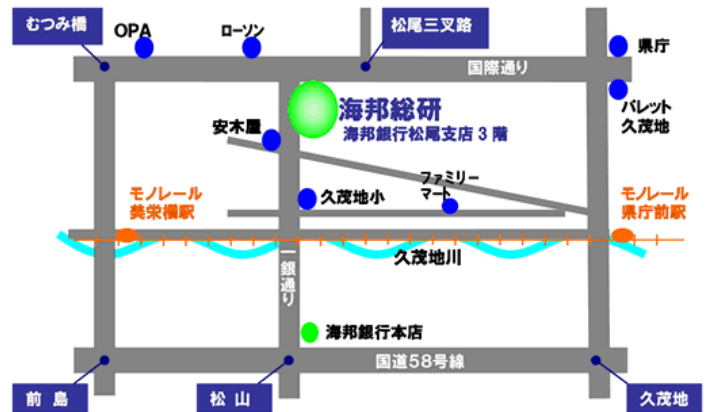 むつみ橋
OPA
ローソン
松尾三叉路
県庁
国際通り
海邦総研
海邦銀行松尾支店3階
パレット
久茂地
安木屋
ファミリー
マート
久茂地小
モノレール
美栄橋駅
モノレール
県庁前駅
久茂地川
一銀通り
海邦銀行本店
国道58号線
前島
松山
久茂地